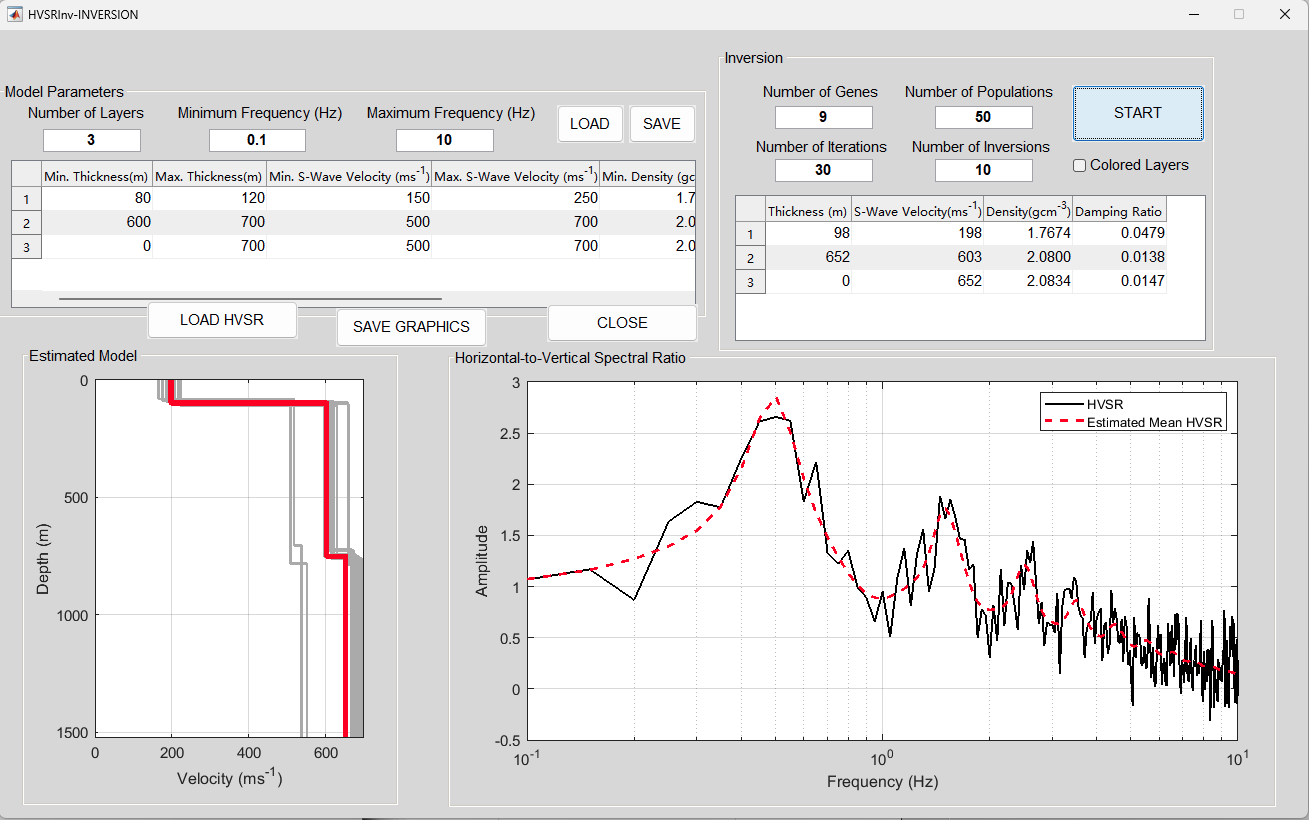 HVSRInv-INVERSION
Model Parameters
Number of Layers Minimum Frequency (Hz) Maximum Frequency (Hz)
3 0.1 10
LOAD SAVE
Min. Thickness(m) Max. Thickness(m) Min. S-Wave Velocity (ms-1) Max. S-Wave Velocity (ms-1) Min. Density (gc
1 80 120 150 250 1.7
2 600 700 500 700 2.0
3 0 700 500 700 2.0
LOAD HVSR SAVE GRAPHICS CLOSE
Inversion
Number of Genes Number of Populations
9 50
START
Number of Iterations Number of Inversions
30 10
Colored Layers
Thickness (m) S-Wave Velocity(ms-1) Density(gcm-3) Damping Ratio
1 98 198 1.7674 0.0479
2 652 603 2.0800 0.0138
3 0 652 2.0834 0.0147
Estimated Model
0
500
1000
1500
0 200 400 600
Depth (m)
Velocity (ms-1)
Horizontal-to-Vertical Spectral Ratio
3
2.5
2
1.5
1
0.5
0
-0.5
10-1 100 101
Amplitude
Frequency (Hz)
HVSR
Estimated Mean HVSR